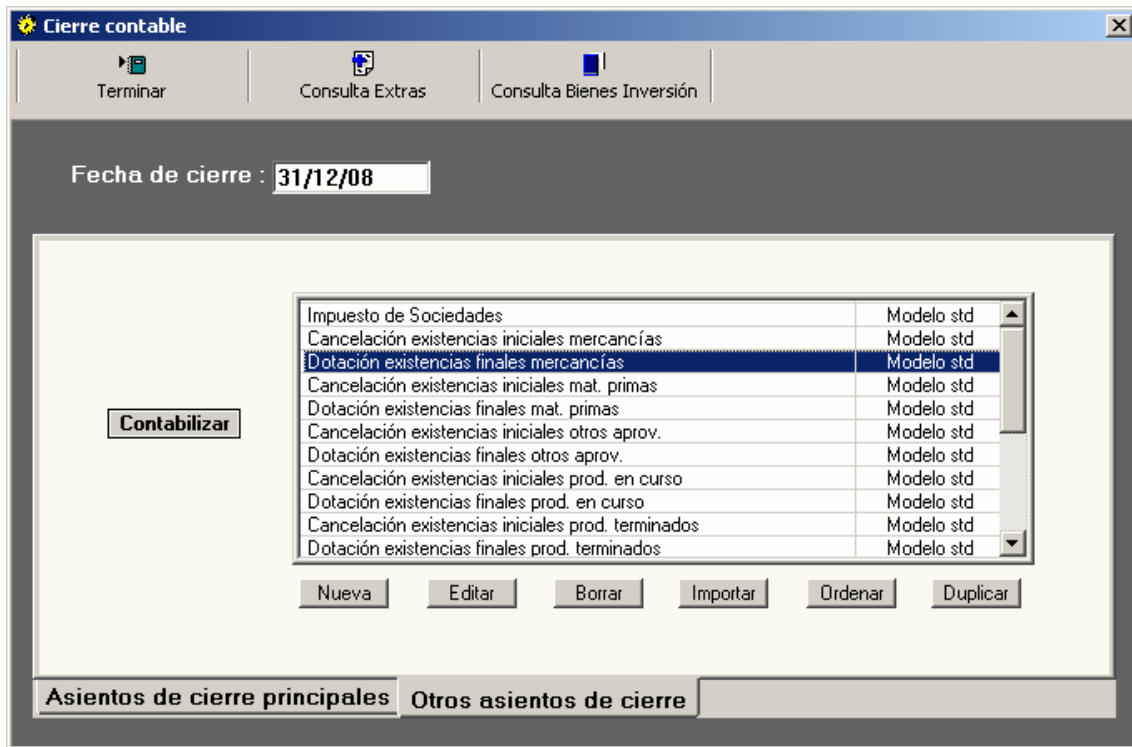 Cierre contable
Terminar Consulta Extras Consulta Bienes Inversión
Fecha de cierre : 31/12/08
Impuesto de Sociedades Modelo std
Cancelación existencias iniciales mercancías Modelo std
Dotación existencias finales mercancías Modelo std
Cancelación existencias iniciales mat. primas Modelo std
Dotación existencias finales mat. primas Modelo std
Cancelación existencias iniciales otros aprov. Modelo std
Dotación existencias finales otros aprov. Modelo std
Cancelación existencias iniciales prod. en curso Modelo std
Dotación existencias finales prod. en curso Modelo std
Cancelación existencias iniciales prod. terminados Modelo std
Dotación existencias finales prod. terminados Modelo std
Contabilizar
Nueva Editar Borrar Importar Ordenar Duplicar
Asientos de cierre principales Otros asientos de cierre